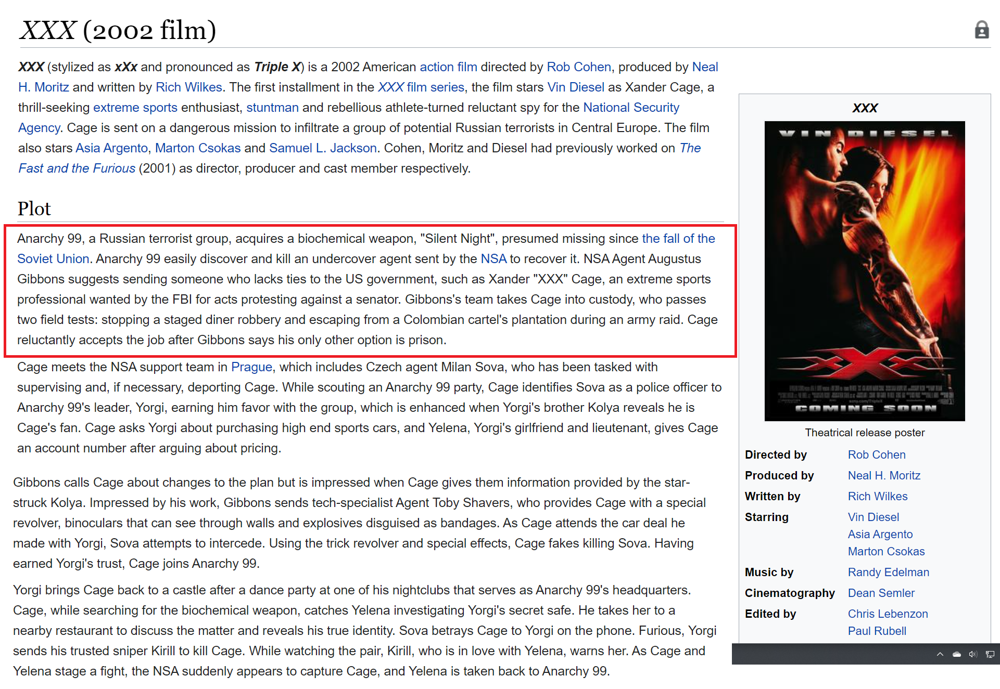 XXX (2002 film)
XXX (stylized as xXx and pronounced as Triple X) is a 2002 American action film directed by Rob Cohen, produced by Neal
H. Moritz and written by Rich Wilkes. The first installment in the XXX film series, the film stars Vin Diesel as Xander Cage, a
thrill-seeking extreme sports enthusiast, stuntman and rebellious athlete-turned reluctant spy for the National Security
Agency. Cage is sent on a dangerous mission to infiltrate a group of potential Russian terrorists in Central Europe. The film
also stars Asia Argento, Marton Csokas and Samuel L. Jackson. Cohen, Moritz and Diesel had previously worked on The
Fast and the Furious (2001) as director, producer and cast member respectively.
Plot
Anarchy 99, a Russian terrorist group, acquires a biochemical weapon, "Silent Night", presumed missing since the fall of the
Soviet Union. Anarchy 99 easily discover and kill an undercover agent sent by the NSA to recover it. NSA Agent Augustus
Gibbons suggests sending someone who lacks ties to the US government, such as Xander "XXX" Cage, an extreme sports
professional wanted by the FBI for acts protesting against a senator. Gibbons's team takes Cage into custody, who passes
two field tests: stopping a staged diner robbery and escaping from a Colombian cartel's plantation during an army raid. Cage
reluctantly accepts the job after Gibbons says his only other option is prison.
Cage meets the NSA support team in Prague, which includes Czech agent Milan Sova, who has been tasked with
supervising and, if necessary, deporting Cage. While scouting an Anarchy 99 party, Cage identifies Sova as a police officer to
Anarchy 99's leader, Yorgi, earning him favor with the group, which is enhanced when Yorgi's brother Kolya reveals he is
Cage's fan. Cage asks Yorgi about purchasing high end sports cars, and Yelena, Yorgi's girlfriend and lieutenant, gives Cage
an account number after arguing about pricing.
Gibbons calls Cage about changes to the plan but is impressed when Cage gives them information provided by the star-
struck Kolya. Impressed by his work, Gibbons sends tech-specialist Agent Toby Shavers, who provides Cage with a special
revolver, binoculars that can see through walls and explosives disguised as bandages. As Cage attends the car deal he
made with Yorgi, Sova attempts to intercede. Using the trick revolver and special effects, Cage fakes killing Sova. Having
earned Yorgi's trust, Cage joins Anarchy 99.
Yorgi brings Cage back to a castle after a dance party at one of his nightclubs that serves as Anarchy 99's headquarters.
Cage, while searching for the biochemical weapon, catches Yelena investigating Yorgi's secret safe. He takes her to a
nearby restaurant to discuss the matter and reveals his true identity. Sova betrays Cage to Yorgi on the phone. Furious, Yorgi
sends his trusted sniper Kirill to kill Cage. While watching the pair, Kirill, who is in love with Yelena, warns her. As Cage and
Yelena stage a fight, the NSA suddenly appears to capture Cage, and Yelena is taken back to Anarchy 99.
XXX
VIN DIESEL
xXx
COMING SOON
Theatrical release poster
Directed by Rob Cohen
Produced by Neal H. Moritz
Written by Rich Wilkes
Starring Vin Diesel
Asia Argento
Marton Csokas
Music by Randy Edelman
Cinematography Dean Semler
Edited by Chris Lebenzon
Paul Rubell